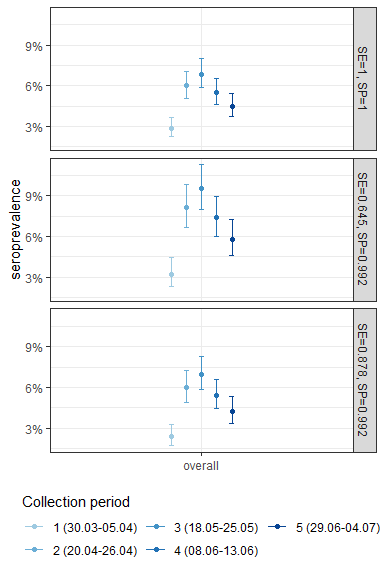 9%
6%
3%
SE=1, SP=1
9%
6%
3%
SE=0.645, SP=0.992
9%
6%
3%
SE=0.878, SP=0.992
seroprevalence
overall
Collection period
1 (30.03-05.04)
3 (18.05-25.05)
5 (29.06-04.07)
2 (20.04-26.04)
4 (08.06-13.06)